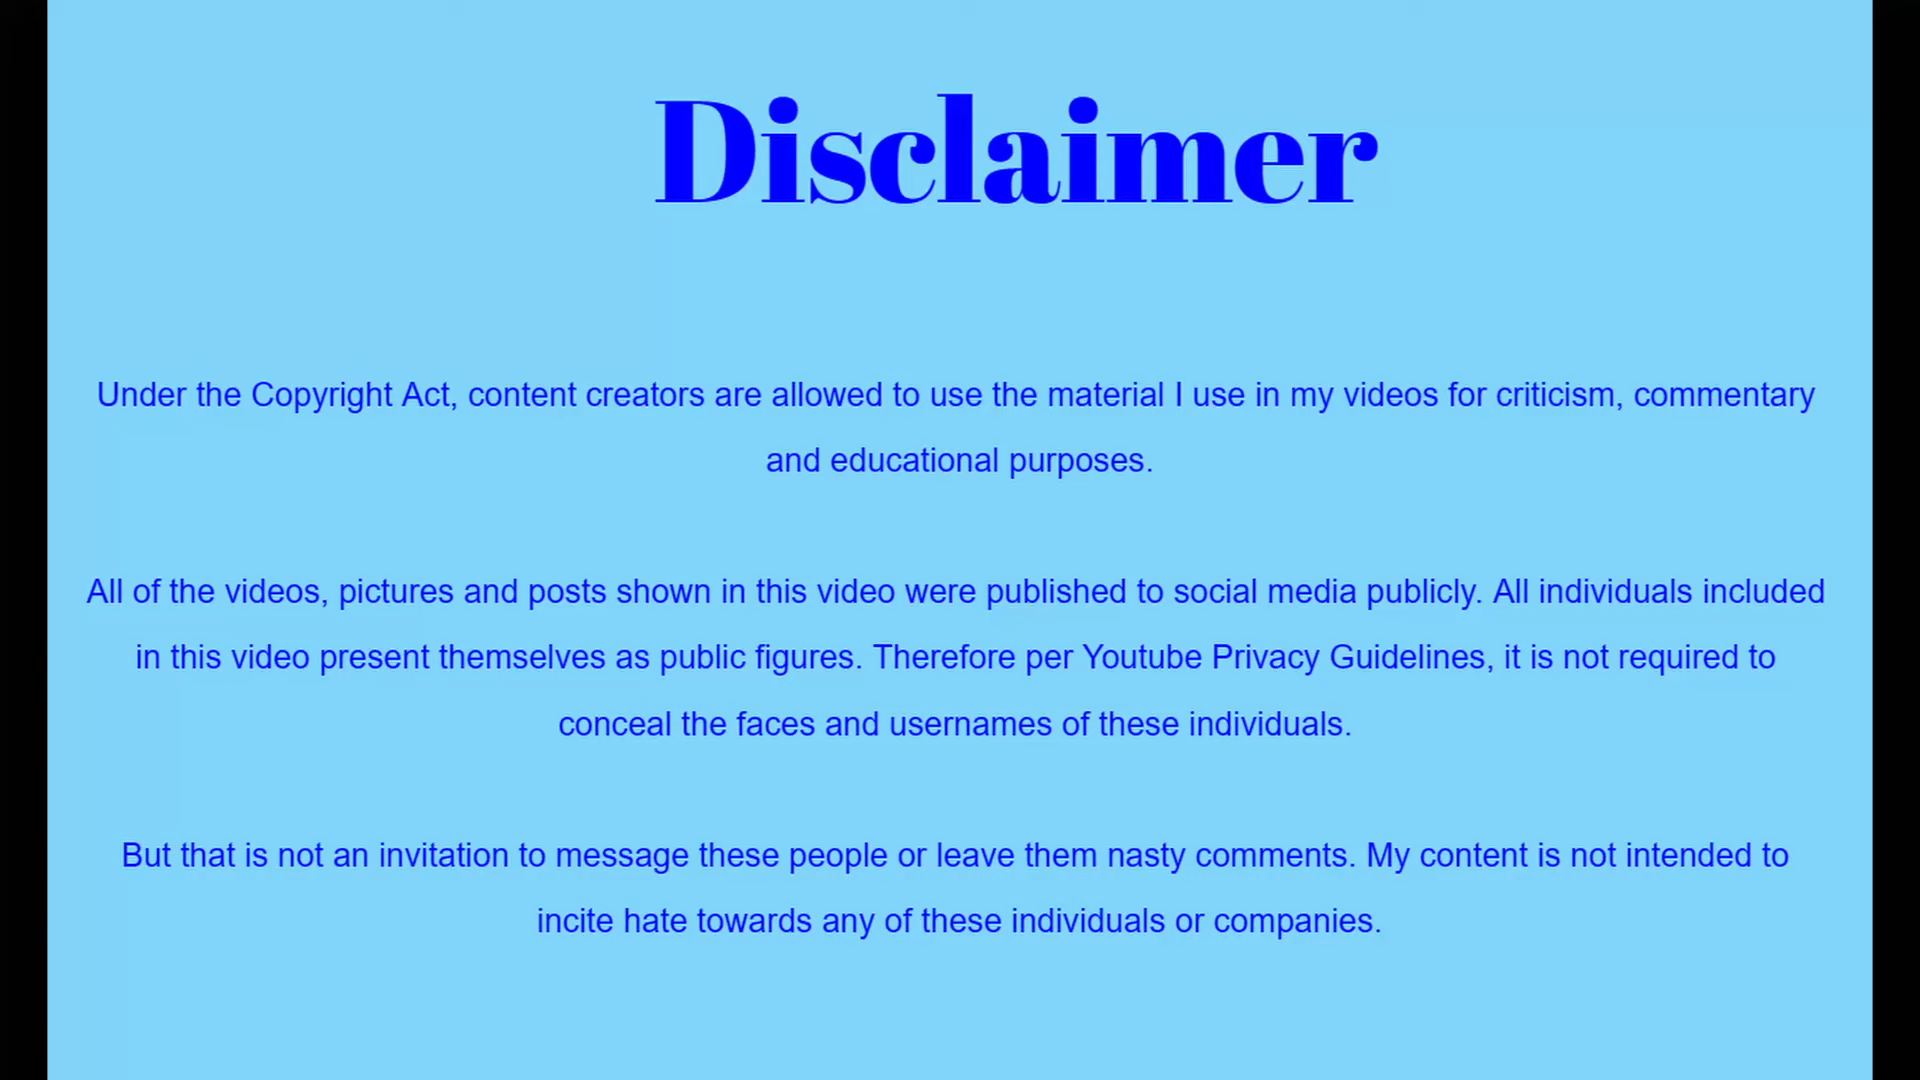 Disclaimer
Under the Copyright Act, content creators are allowed to use the material I use in my videos for criticism, commentary
and educational purposes.
All of the videos, pictures and posts shown in this video were published to social media publicly. All individuals included
in this video present themselves as public figures. Therefore per Youtube Privacy Guidelines, it is not required to
conceal the faces and usernames of these individuals.
But that is not an invitation to message these people or leave them nasty comments. My content is not intended to
incite hate towards any of these individuals or companies.